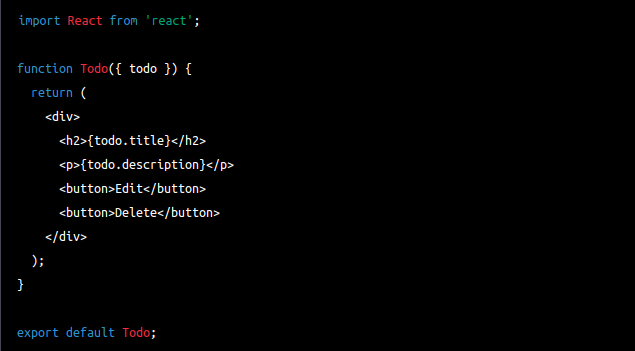 import React from 'react';
function Todo({ todo }) {
  return (
    <div>
      <h2>{todo.title}</h2>
      <p>{todo.description}</p>
      <button>Edit</button>
      <button>Delete</button>
    </div>
  );
}
export default Todo;